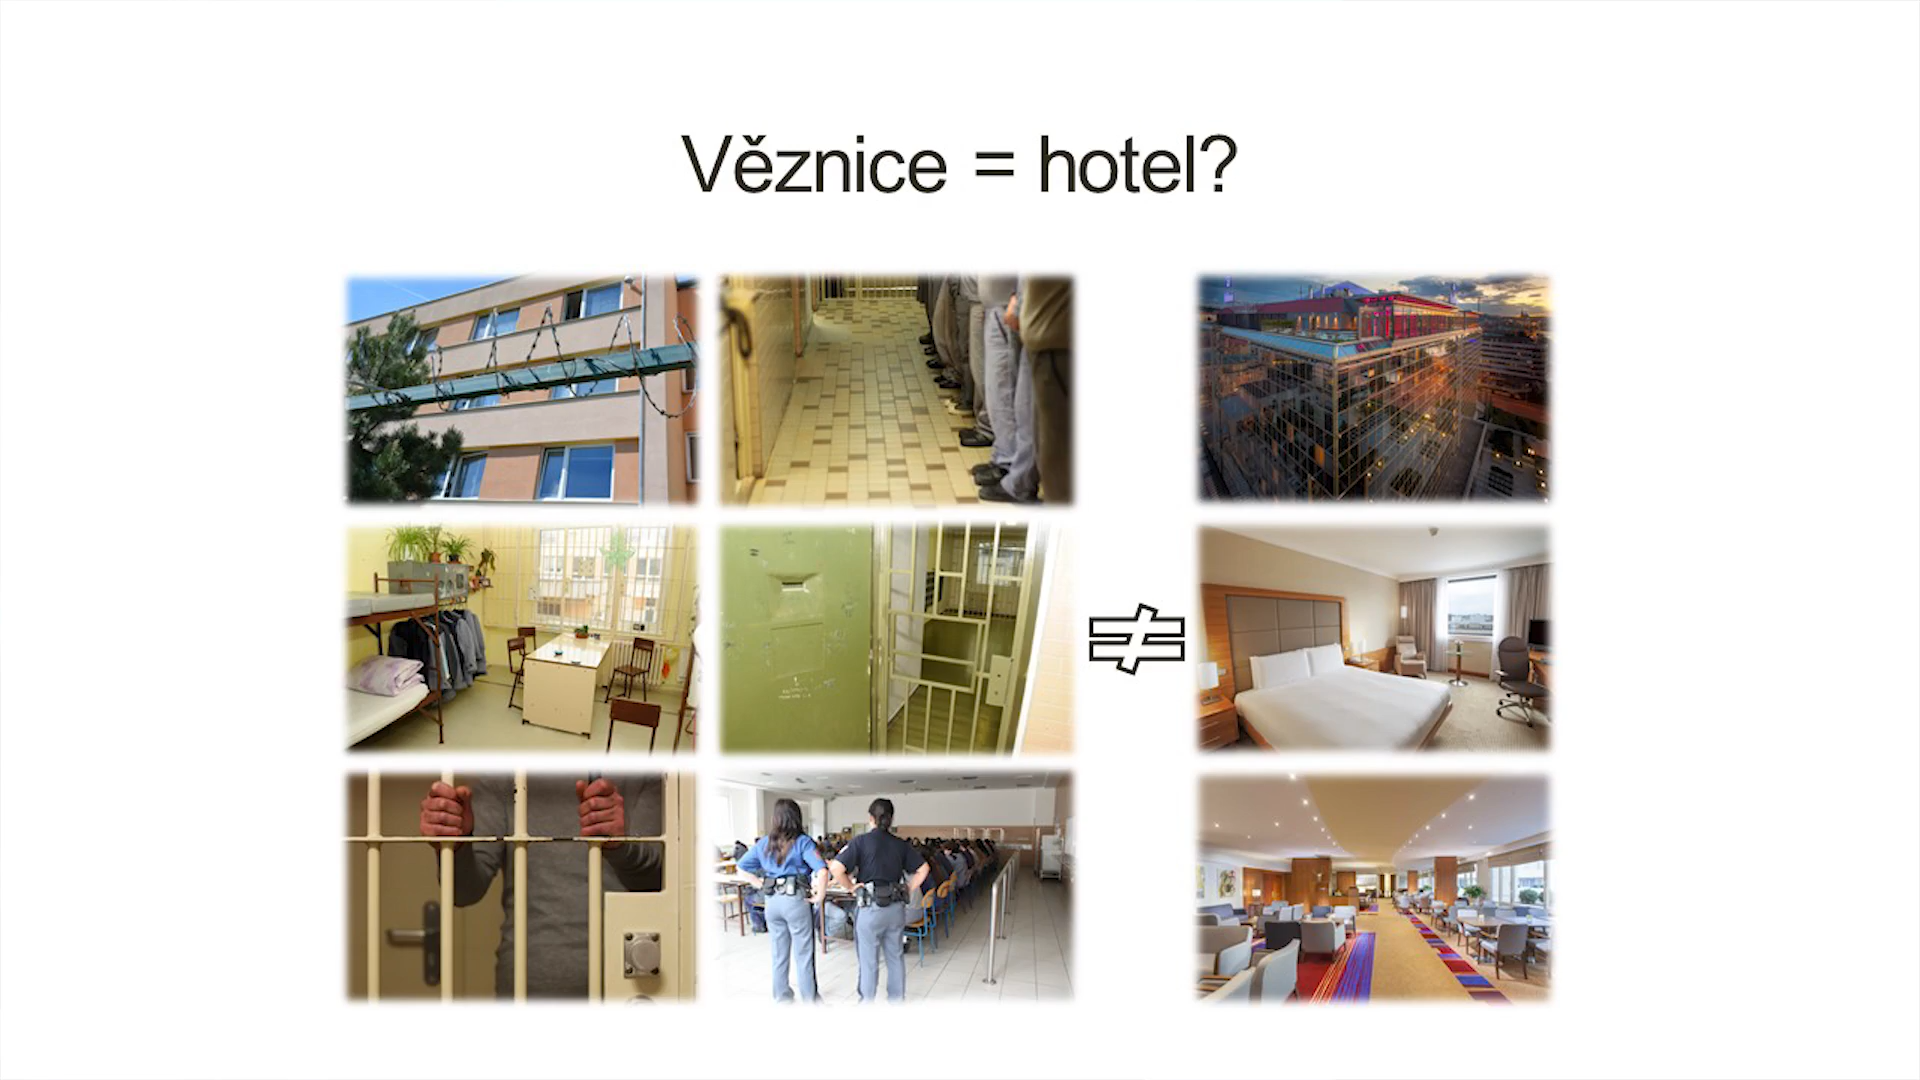 Věznice = hotel?
≠